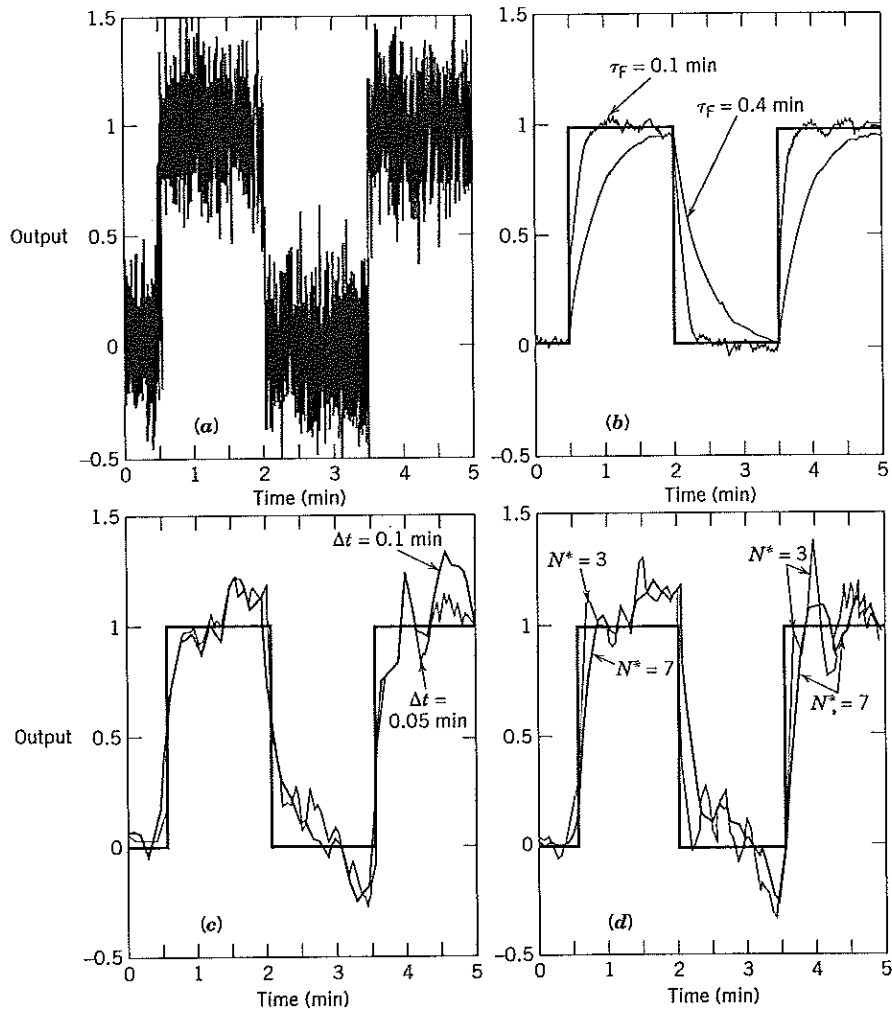 1.5
1
Output
0.5
0
(a)
−0.5
0 1 2 3 4 5
Time (min)
1.5
τF = 0.1 min
τF = 0.4 min
1
0.5
0
(b)
−0.5
0 1 2 3 4 5
Time (min)
1.5
Δt = 0.1 min
1
Δt =
0.05 min
Output
0.5
0
(c)
−0.5
0 1 2 3 4 5
Time (min)
1.5
N* = 3
N* = 3
1
N* = 7
N* = 7
0.5
0
(d)
−0.5
0 1 2 3 4 5
Time (min)